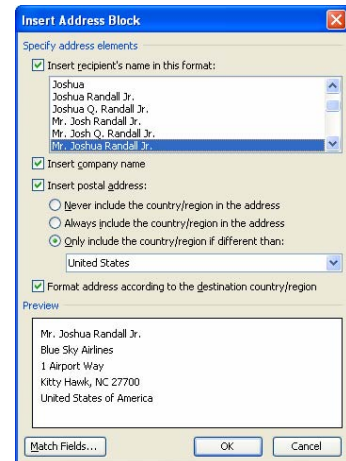 Insert Address Block
Specify address elements
Insert recipient's name in this format:
Joshua
Joshua Randall Jr.
Joshua Q. Randall Jr.
Mr. Josh Randall Jr.
Mr. Josh Q. Randall Jr.
Mr. Joshua Randall Jr.
Insert company name
Insert postal address:
Never include the country/region in the address
Always include the country/region in the address
Only include the country/region if different than:
United States
Format address according to the destination country/region
Preview
Mr. Joshua Randall Jr.
Blue Sky Airlines
1 Airport Way
Kitty Hawk, NC 27700
United States of America
Match Fields...
OK
Cancel